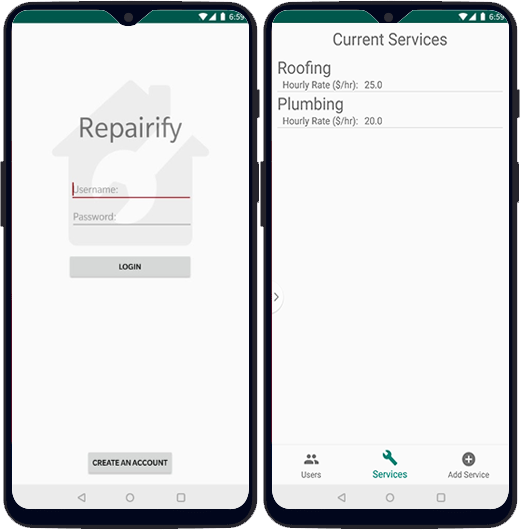 6:59
Repairify
Username:
Password:
LOGIN
CREATE AN ACCOUNT
6:59
Current Services
Roofing
Hourly Rate ($/hr): 25.0
Plumbing
Hourly Rate ($/hr): 20.0
Users
Services
Add Service